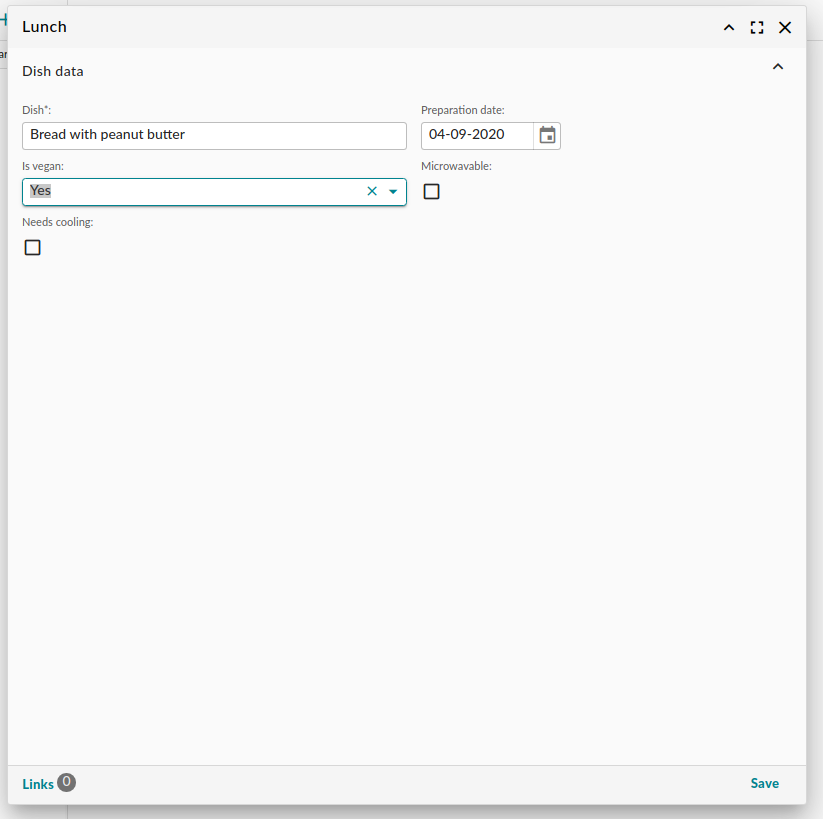 Lunch
Dish data
Dish*:
Preparation date:
Bread with peanut butter
04-09-2020
Is vegan:
Microwavable:
Yes
Needs cooling:
Links 0
Save